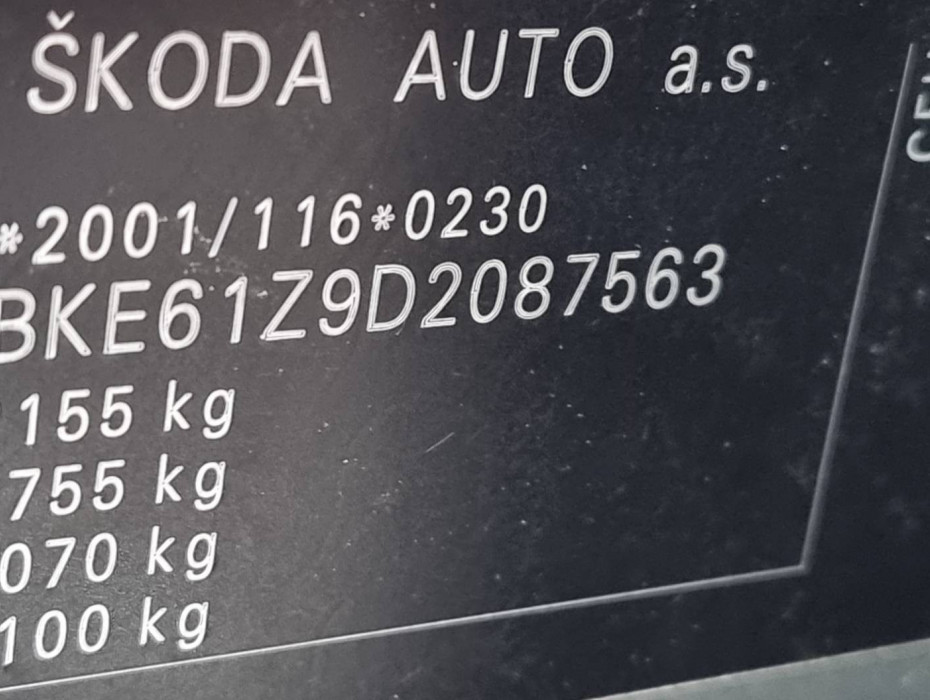 ŠKODA AUTO a.s.
*2001/116*0230
BKE61Z9D2087563
155 kg
755 kg
070 kg
100 kg